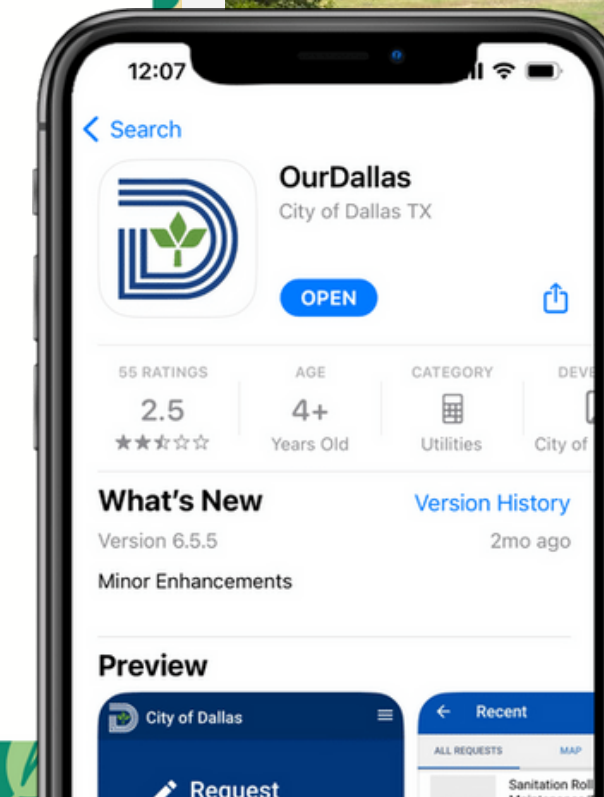 12:07
Search
OurDallas
City of Dallas TX
OPEN
55 RATINGS
AGE
CATEGORY
2.5
4+
Years Old
Utilities
City of
What's New
Version History
Version 6.5.5
2mo ago
Minor Enhancements
Preview
City of Dallas
Recent
ALL REQUESTS
MAP
Request
Sanitation Roll